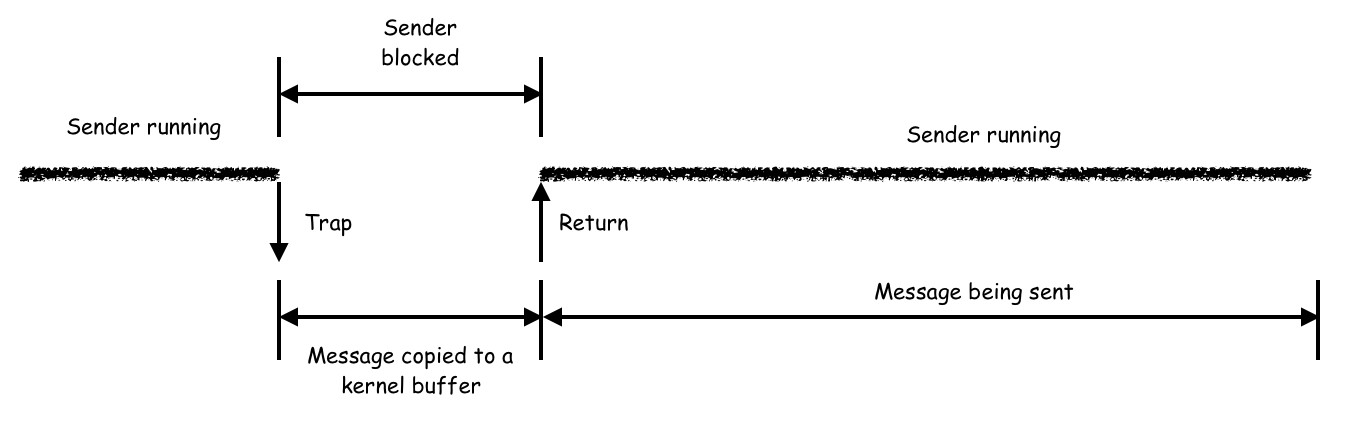 Sender
blocked
Sender running
Sender running
Trap
Return
Message being sent
Message copied to a
kernel buffer